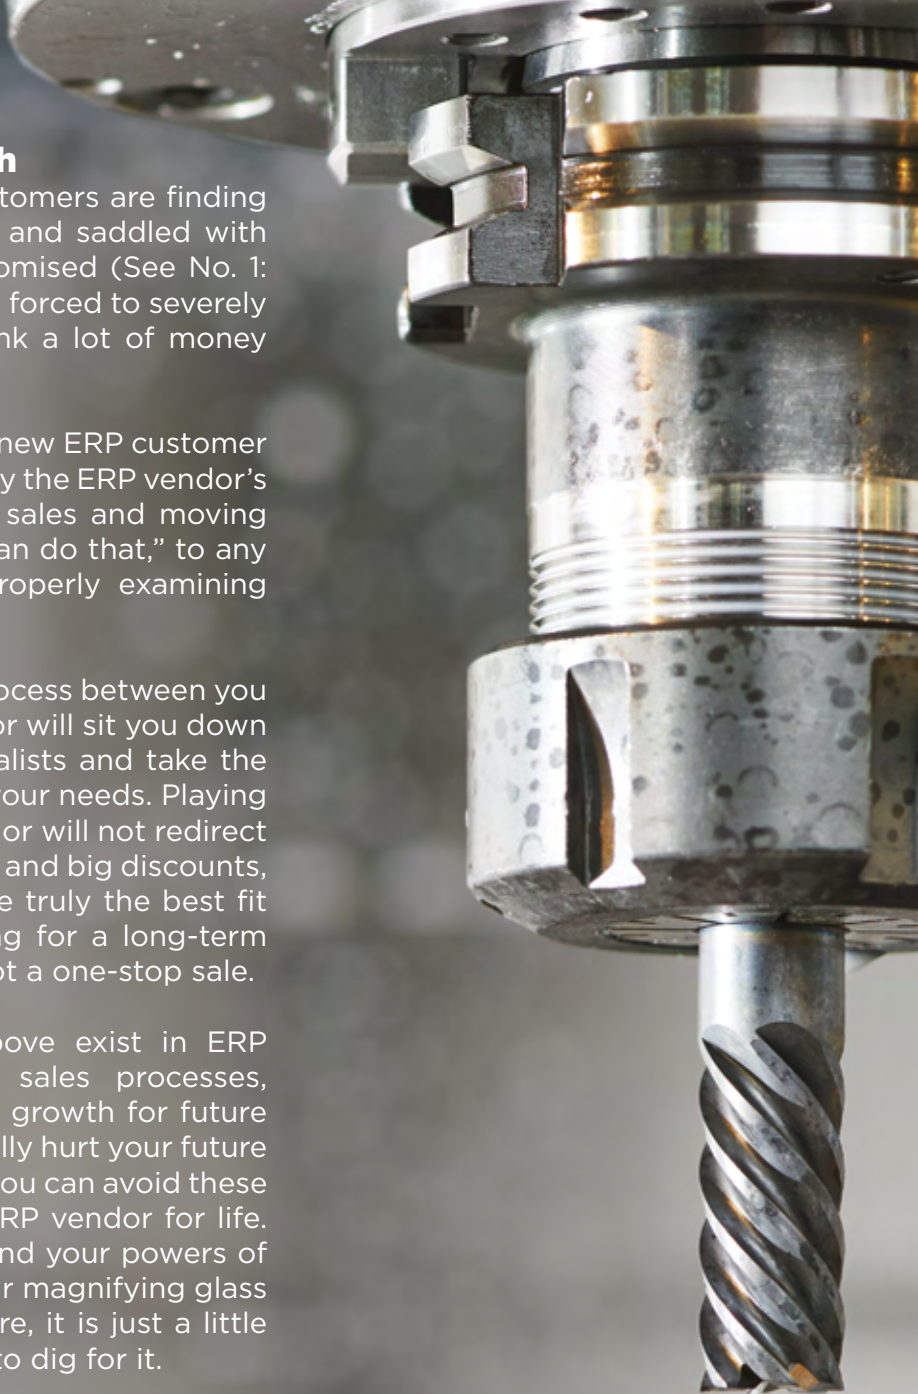 h
tomers are finding
and saddled with
omised (See No. 1:
forced to severely
nk a lot of money
new ERP customer
y the ERP vendor’s
sales and moving
an do that,” to any
roperly examining
ocess between you
or will sit you down
alists and take the
your needs. Playing
or will not redirect
and big discounts,
e truly the best fit
ng for a long-term
ot a one-stop sale.
ove exist in ERP
sales processes,
growth for future
lly hurt your future
ou can avoid these
RP vendor for life.
nd your powers of
r magnifying glass
re, it is just a little
to dig for it.